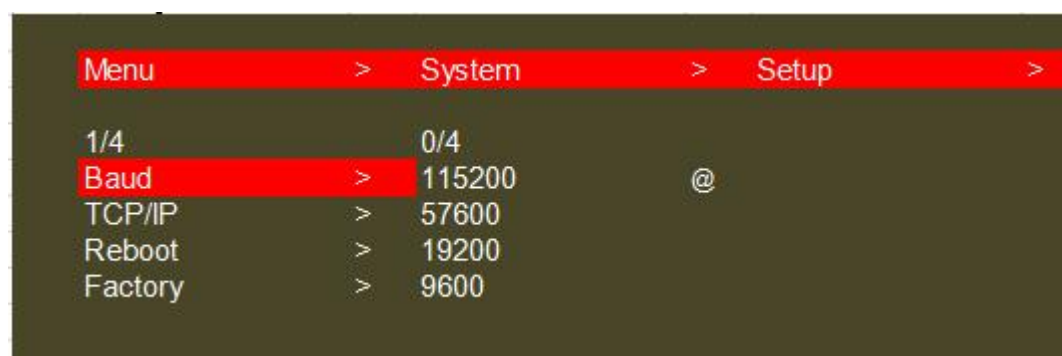 Menu > System > Setup >
1/4 0/4
Baud > 115200 @
TCP/IP > 57600
Reboot > 19200
Factory > 9600